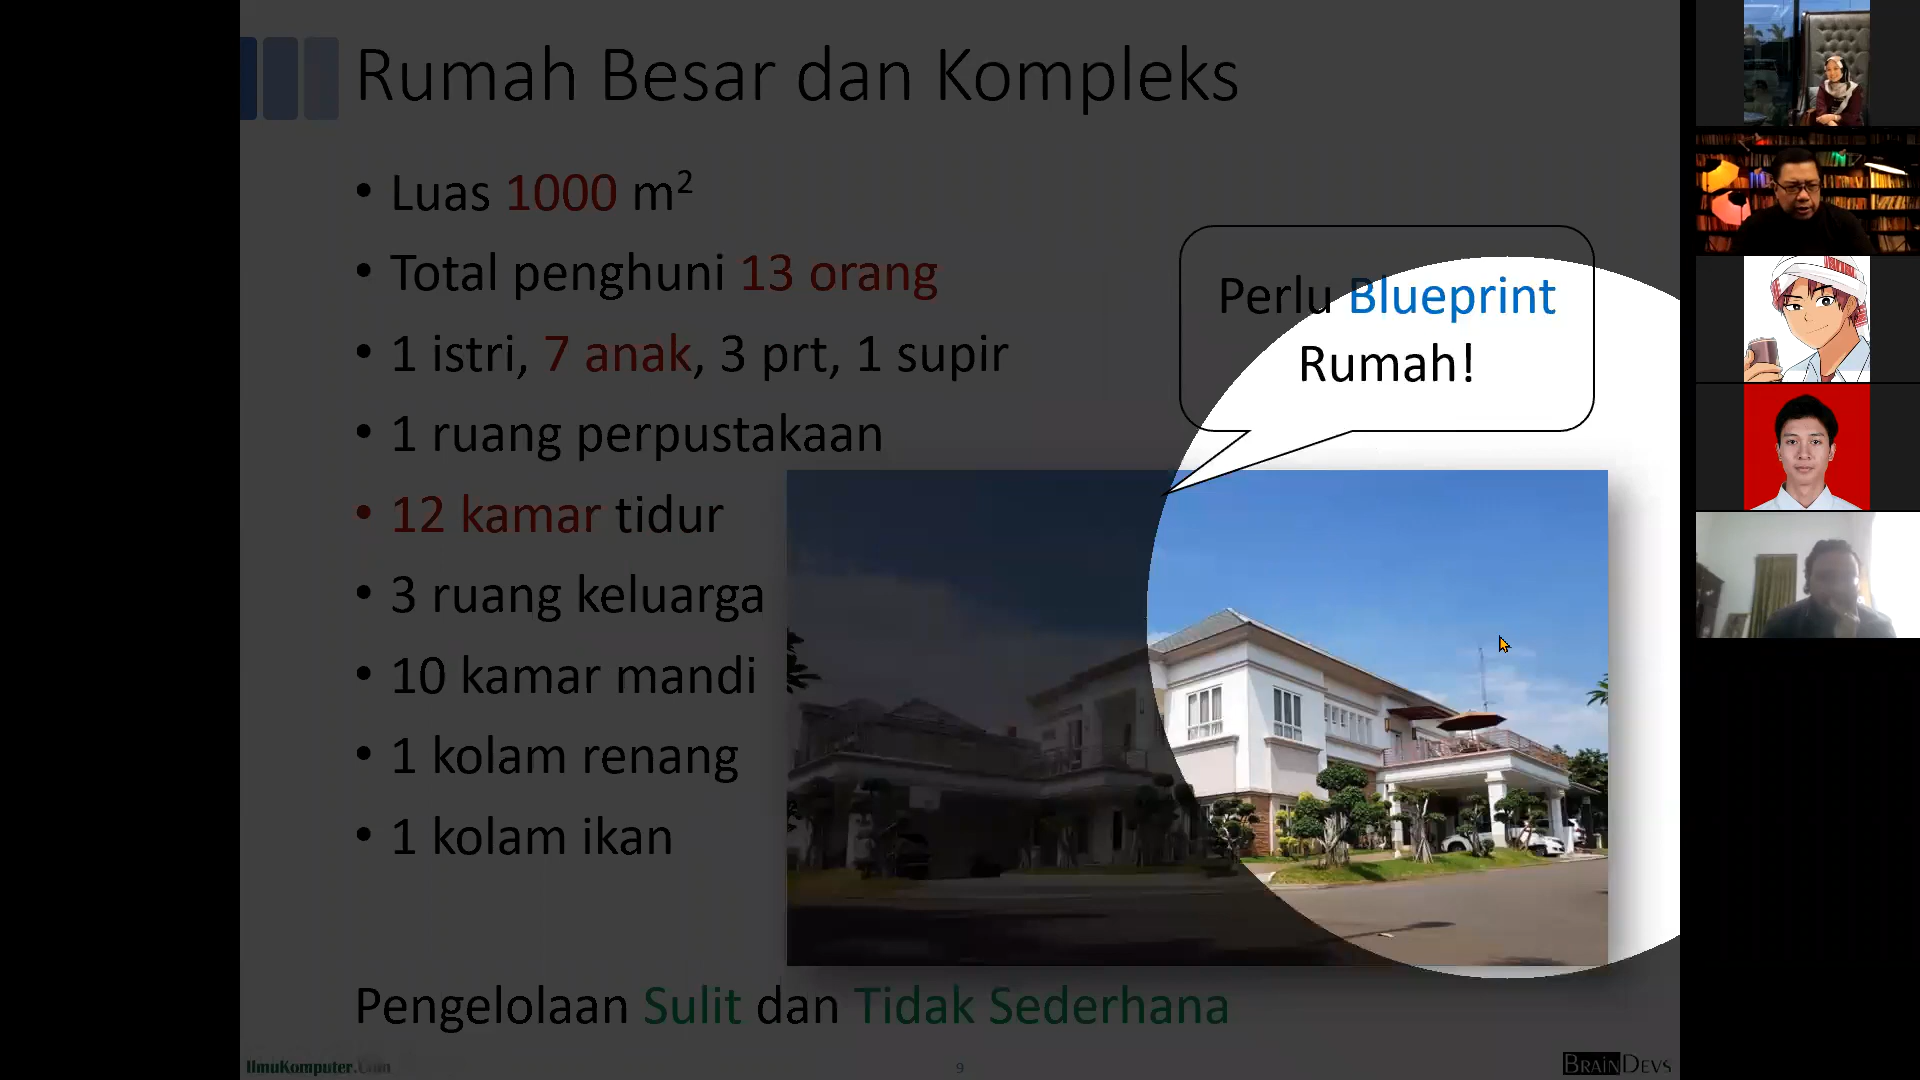 Rumah Besar dan Kompleks
• Luas 1000 m²
• Total penghuni 13 orang
• 1 istri, 7 anak, 3 prt, 1 supir
• 1 ruang perpustakaan
• 12 kamar tidur
• 3 ruang keluarga
• 10 kamar mandi
• 1 kolam renang
• 1 kolam ikan
Perlu Blueprint
Rumah!
Pengelolaan Sulit dan Tidak Sederhana
IlmuKomputer.Com
9
BRAINDEVS